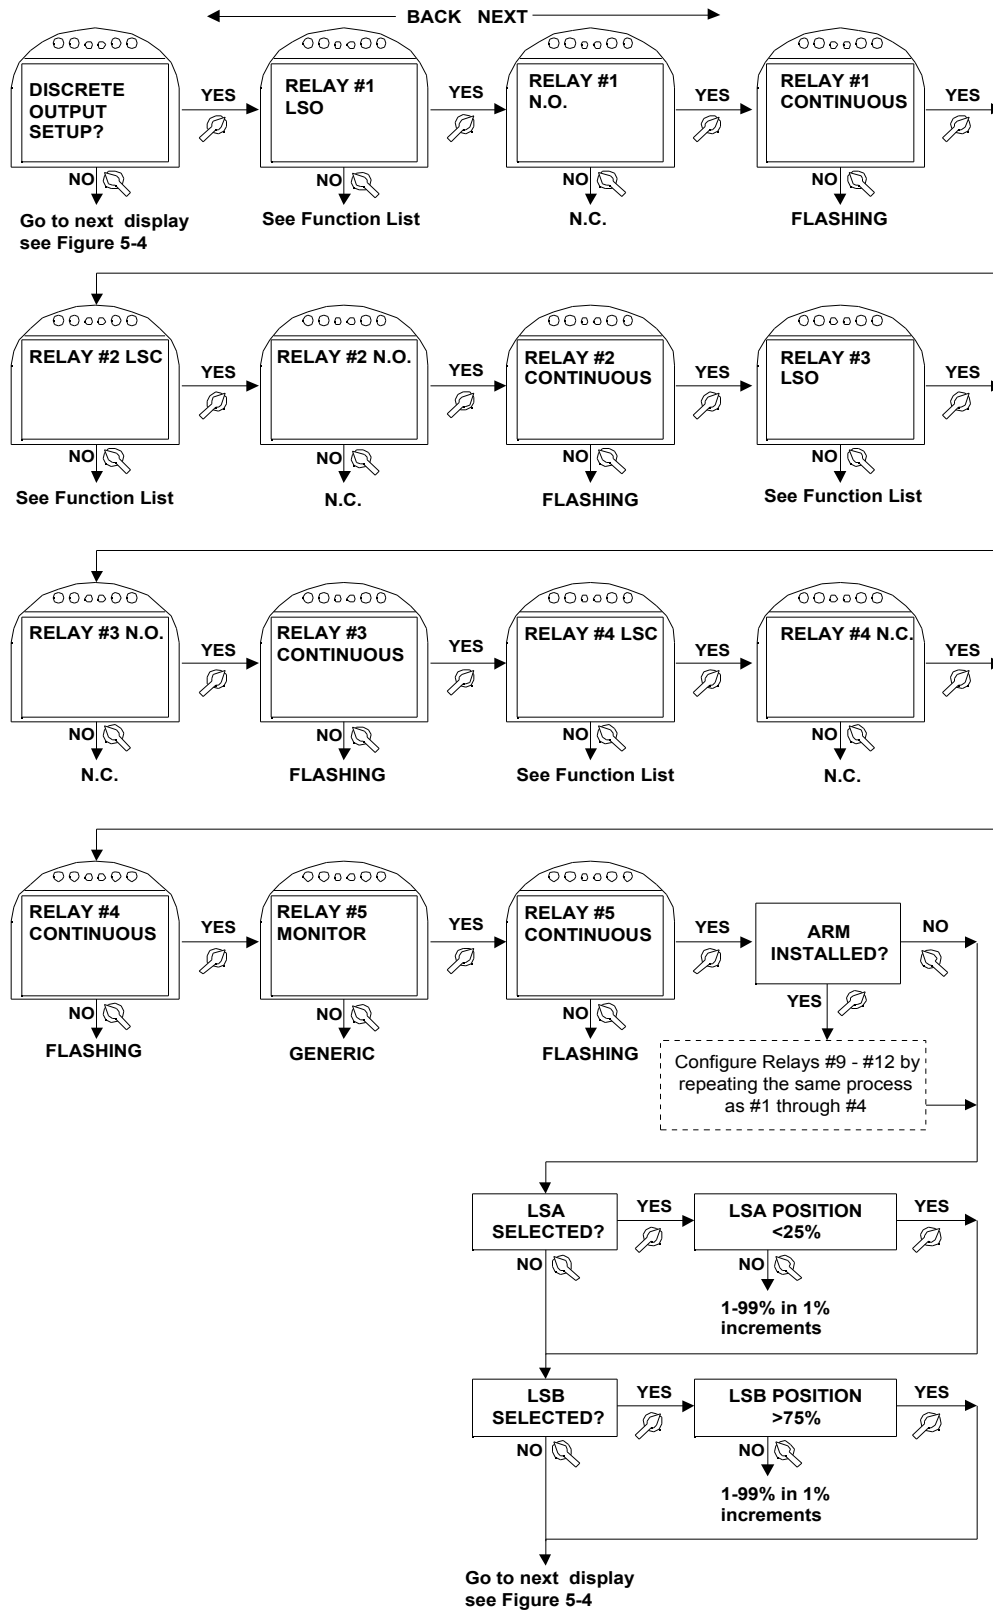 BACK NEXT
DISCRETE
OUTPUT
SETUP?
YES
RELAY #1
LSO
YES
RELAY #1
N.O.
YES
RELAY #1
CONTINUOUS
YES
NO
Go to next display
see Figure 5-4
NO
See Function List
NO
N.C.
NO
FLASHING
RELAY #2 LSC
YES
RELAY #2 N.O.
YES
RELAY #2
CONTINUOUS
YES
RELAY #3
LSO
YES
NO
See Function List
NO
N.C.
NO
FLASHING
NO
See Function List
RELAY #3 N.O.
YES
RELAY #3
CONTINUOUS
YES
RELAY #4 LSC
YES
RELAY #4 N.C.
YES
NO
N.C.
NO
FLASHING
NO
See Function List
NO
N.C.
RELAY #4
CONTINUOUS
YES
RELAY #5
MONITOR
YES
RELAY #5
CONTINUOUS
YES
ARM
INSTALLED?
NO
NO
FLASHING
NO
GENERIC
NO
FLASHING
YES
Configure Relays #9 - #12 by
repeating the same process
as #1 through #4
LSA
SELECTED?
YES
LSA POSITION
<25%
YES
NO
NO
1-99% in 1%
increments
LSB
SELECTED?
YES
LSB POSITION
>75%
YES
NO
NO
1-99% in 1%
increments
Go to next display
see Figure 5-4